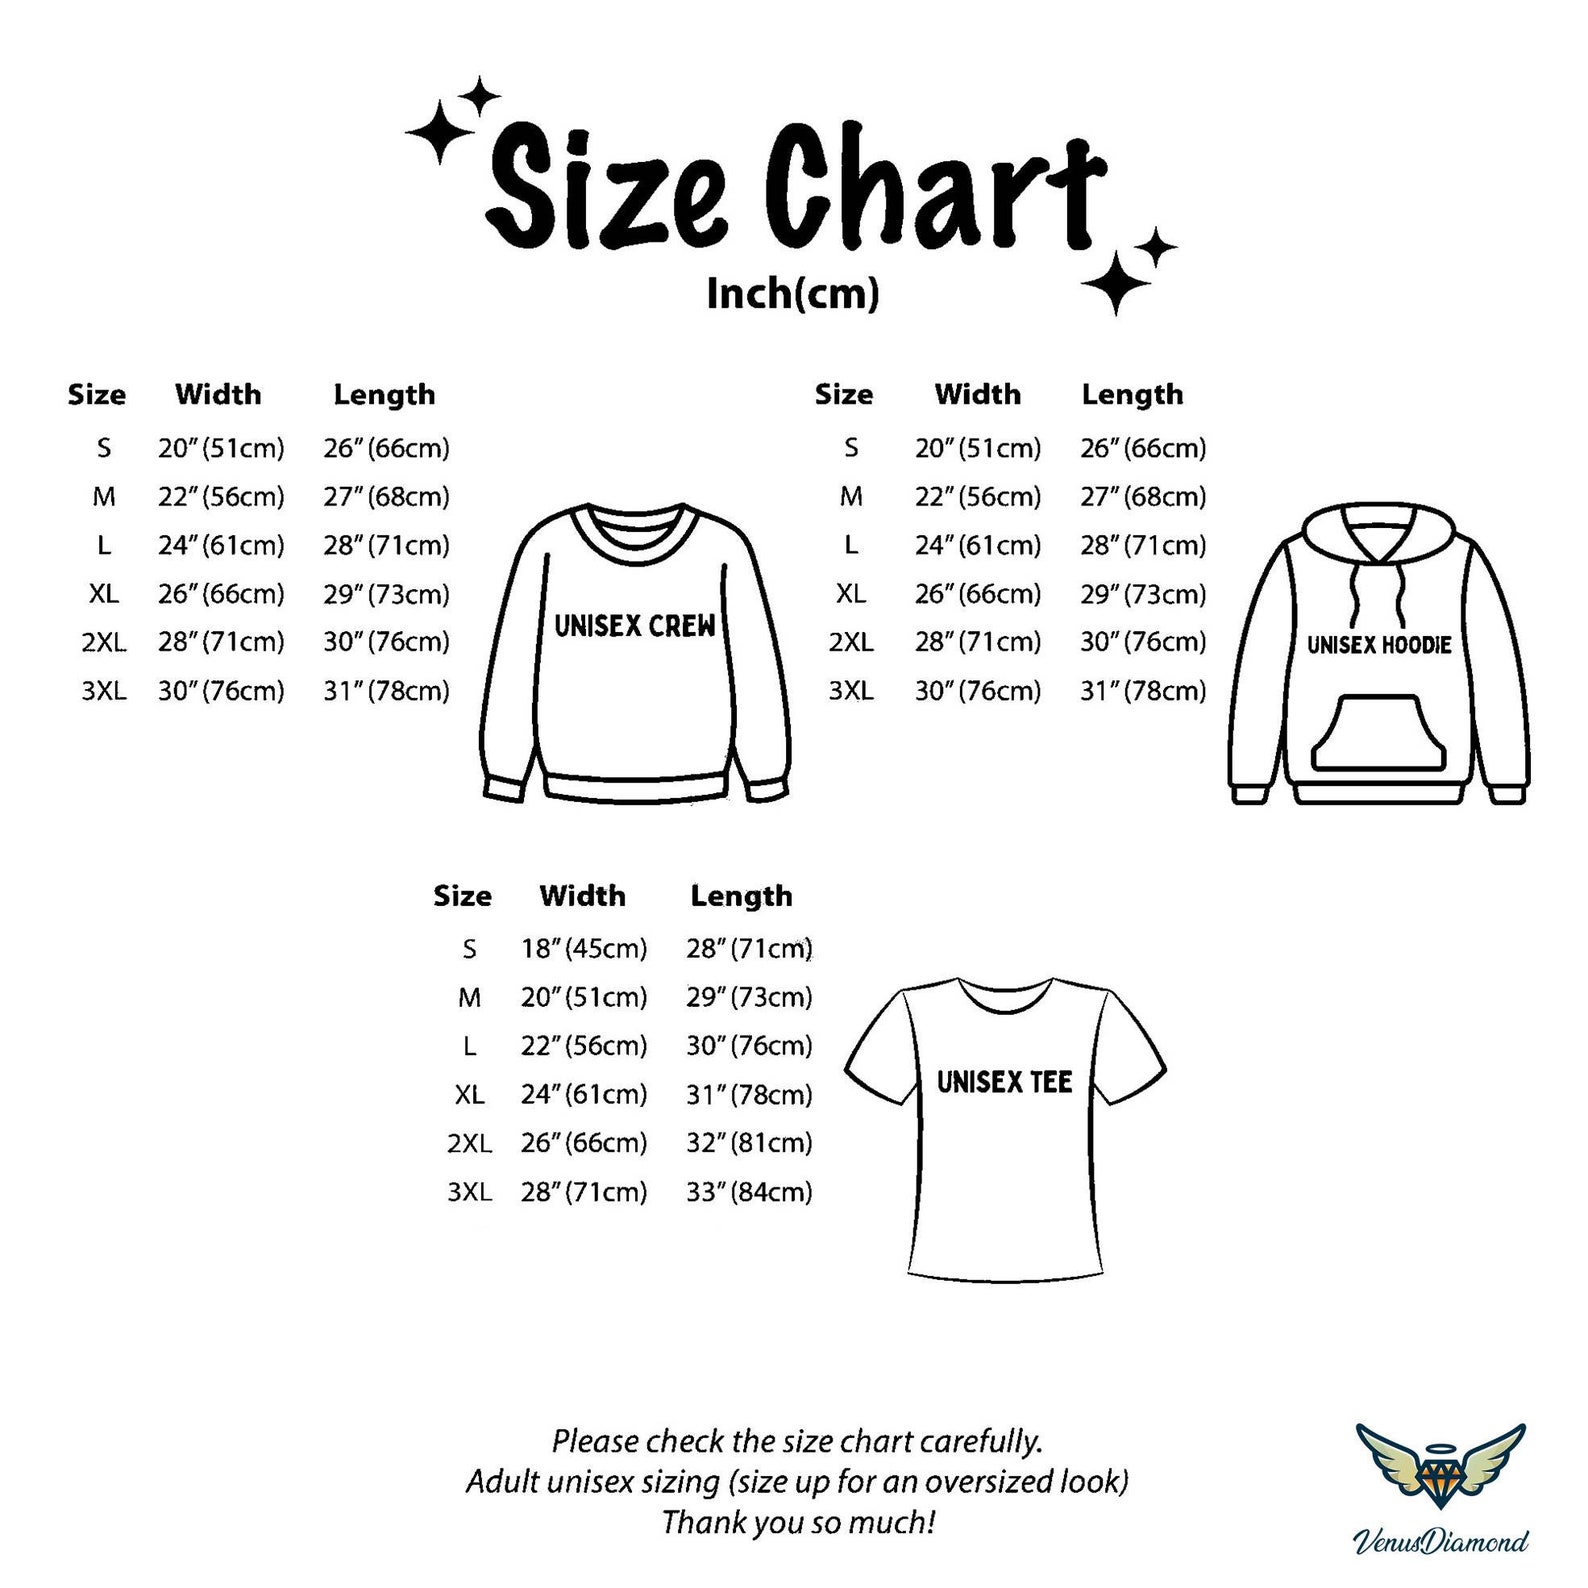 Size Chart
Inch(cm)
Size Width Length
S 20” (51cm) 26” (66cm)
M 22” (56cm) 27” (68cm)
L 24” (61cm) 28” (71cm)
XL 26” (66cm) 29” (73cm)
2XL 28” (71cm) 30” (76cm)
3XL 30” (76cm) 31” (78cm)
UNISEX CREW
Size Width Length
S 20” (51cm) 26” (66cm)
M 22” (56cm) 27” (68cm)
L 24” (61cm) 28” (71cm)
XL 26” (66cm) 29” (73cm)
2XL 28” (71cm) 30” (76cm)
3XL 30” (76cm) 31” (78cm)
UNISEX HOODIE
Size Width Length
S 18” (45cm) 28” (71cm)
M 20” (51cm) 29” (73cm)
L 22” (56cm) 30” (76cm)
XL 24” (61cm) 31” (78cm)
2XL 26” (66cm) 32” (81cm)
3XL 28” (71cm) 33” (84cm)
UNISEX TEE
Please check the size chart carefully.
Adult unisex sizing (size up for an oversized look)
Thank you so much!
VenusDiamond